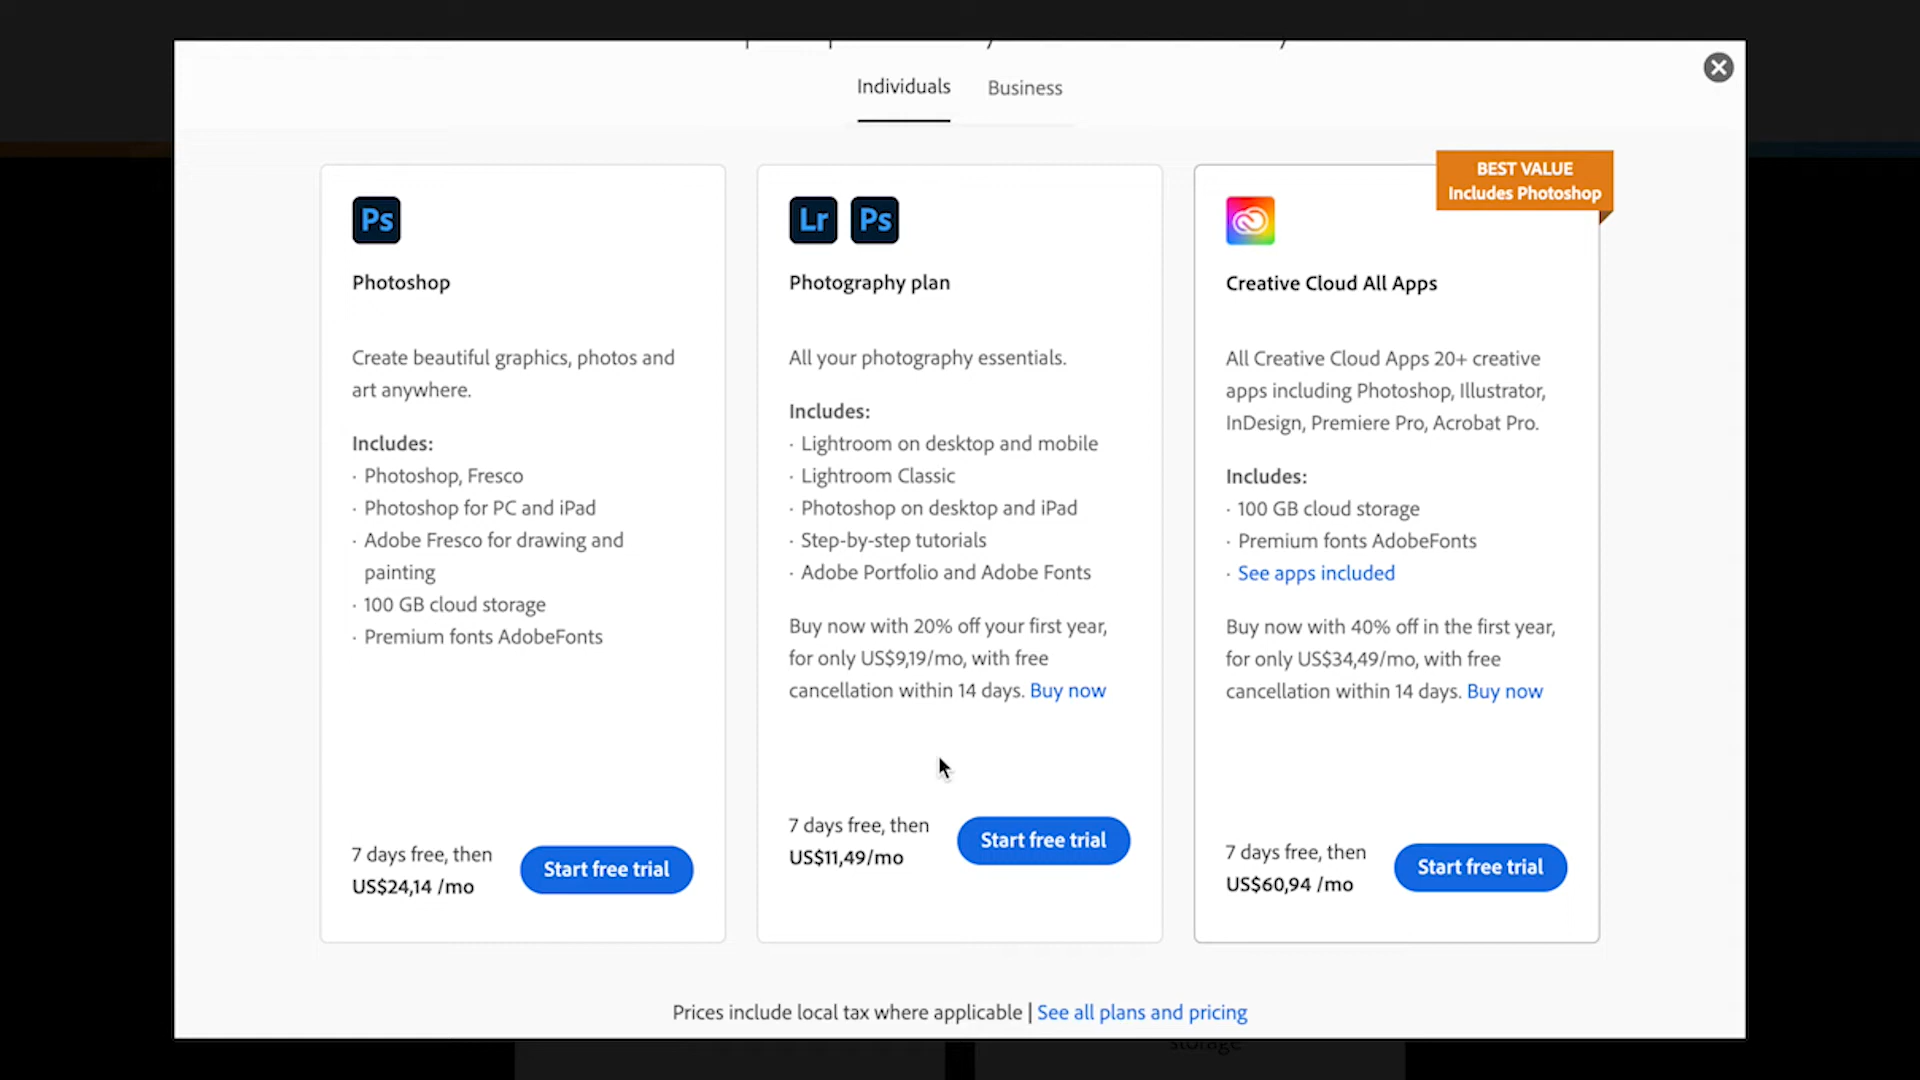 Individuals
Business
BEST VALUE
Includes Photoshop
Ps
Photoshop
Create beautiful graphics, photos and
art anywhere.
Includes:
· Photoshop, Fresco
· Photoshop for PC and iPad
· Adobe Fresco for drawing and
painting
· 100 GB cloud storage
· Premium fonts AdobeFonts
7 days free, then
US$24,14 /mo
Start free trial
Lr Ps
Photography plan
All your photography essentials.
Includes:
· Lightroom on desktop and mobile
· Lightroom Classic
· Photoshop on desktop and iPad
· Step-by-step tutorials
· Adobe Portfolio and Adobe Fonts
Buy now with 20% off your first year,
for only US$9,19/mo, with free
cancellation within 14 days. Buy now
7 days free, then
US$11,49/mo
Start free trial
Creative Cloud All Apps
All Creative Cloud Apps 20+ creative
apps including Photoshop, Illustrator,
InDesign, Premiere Pro, Acrobat Pro.
Includes:
· 100 GB cloud storage
· Premium fonts AdobeFonts
· See apps included
Buy now with 40% off in the first year,
for only US$34,49/mo, with free
cancellation within 14 days. Buy now
7 days free, then
US$60,94 /mo
Start free trial
Prices include local tax where applicable | See all plans and pricing
storage